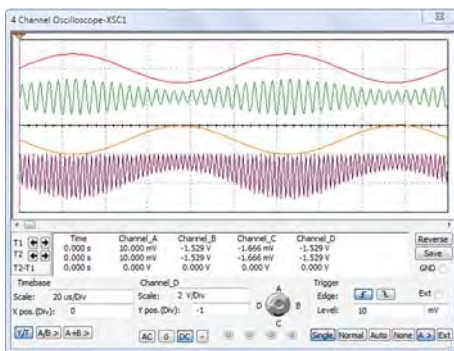 4 Channel Oscilloscope-XSC1
Time Channel_A Channel_B Channel_C Channel_D
T1 0.000 s 10.000 mV -1.529 V -1.666 mV -1.529 V
T2 0.000 s 10.000 mV -1.529 V -1.666 mV -1.529 V
T2-T1 0.000 s 0.000 V 0.000 V 0.000 V 0.000 V
Reverse
Save
GND
Timebase
Scale: 20 us/Div
X pos.(Div): 0
Y/T A/B > A+B >
Channel_D
Scale: 2 V/Div
Y pos.(Div): -1
AC 0 DC -
A
D B
C
Trigger
Edge: Ext
Level: 10 mV
Single Normal Auto None A > Ext